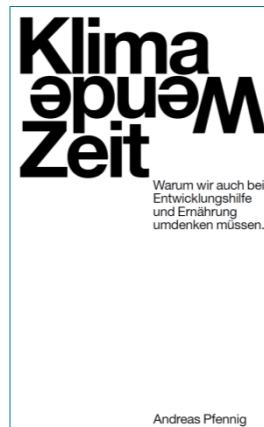 Klima
Wende
Zeit
Warum wir auch bei
Entwicklungshilfe
und Ernährung
umdenken müssen.
Andreas Pfennig